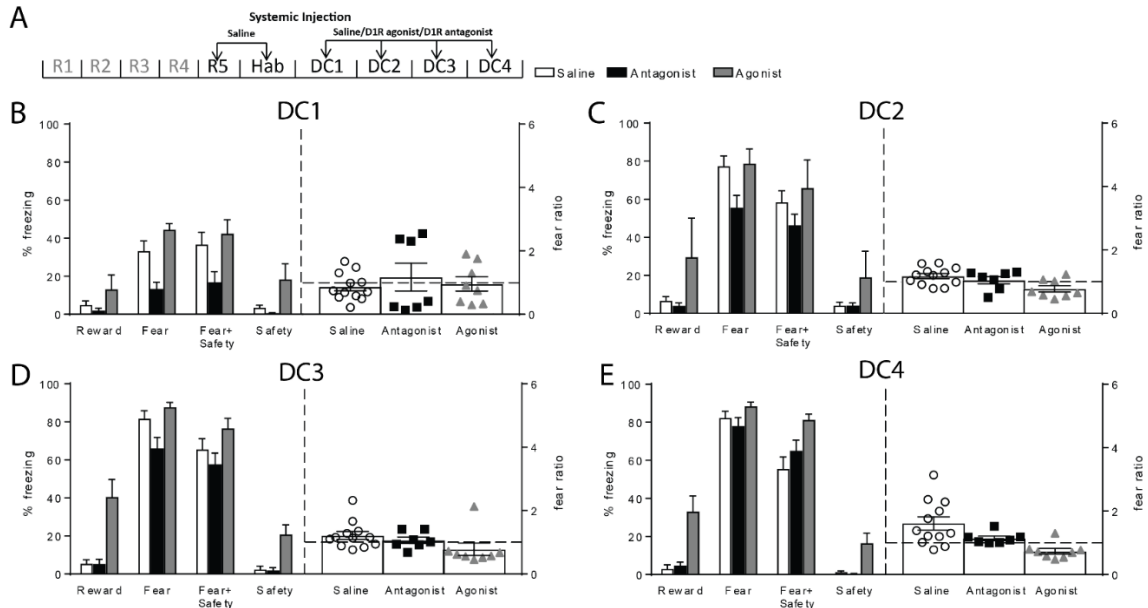 A
Systemic Injection
Saline
Saline/D1R agonist/D1R antagonist
R1 R2 R3 R4 R5 Hab DC1 DC2 DC3 DC4
Saline Antagonist Agonist
B
DC1
% freezing
100
80
60
40
20
0
Reward Fear Fear+ Safety
Safety
Saline Antagonist Agonist
6
4
2
0
fear ratio
C
DC2
% freezing
100
80
60
40
20
0
Reward Fear Fear+ Safety
Safety
Saline Antagonist Agonist
6
4
2
0
fear ratio
D
DC3
% freezing
100
80
60
40
20
0
Reward Fear Fear+ Safety
Safety
Saline Antagonist Agonist
6
4
2
0
fear ratio
E
DC4
% freezing
100
80
60
40
20
0
Reward Fear Fear+ Safety
Safety
Saline Antagonist Agonist
6
4
2
0
fear ratio